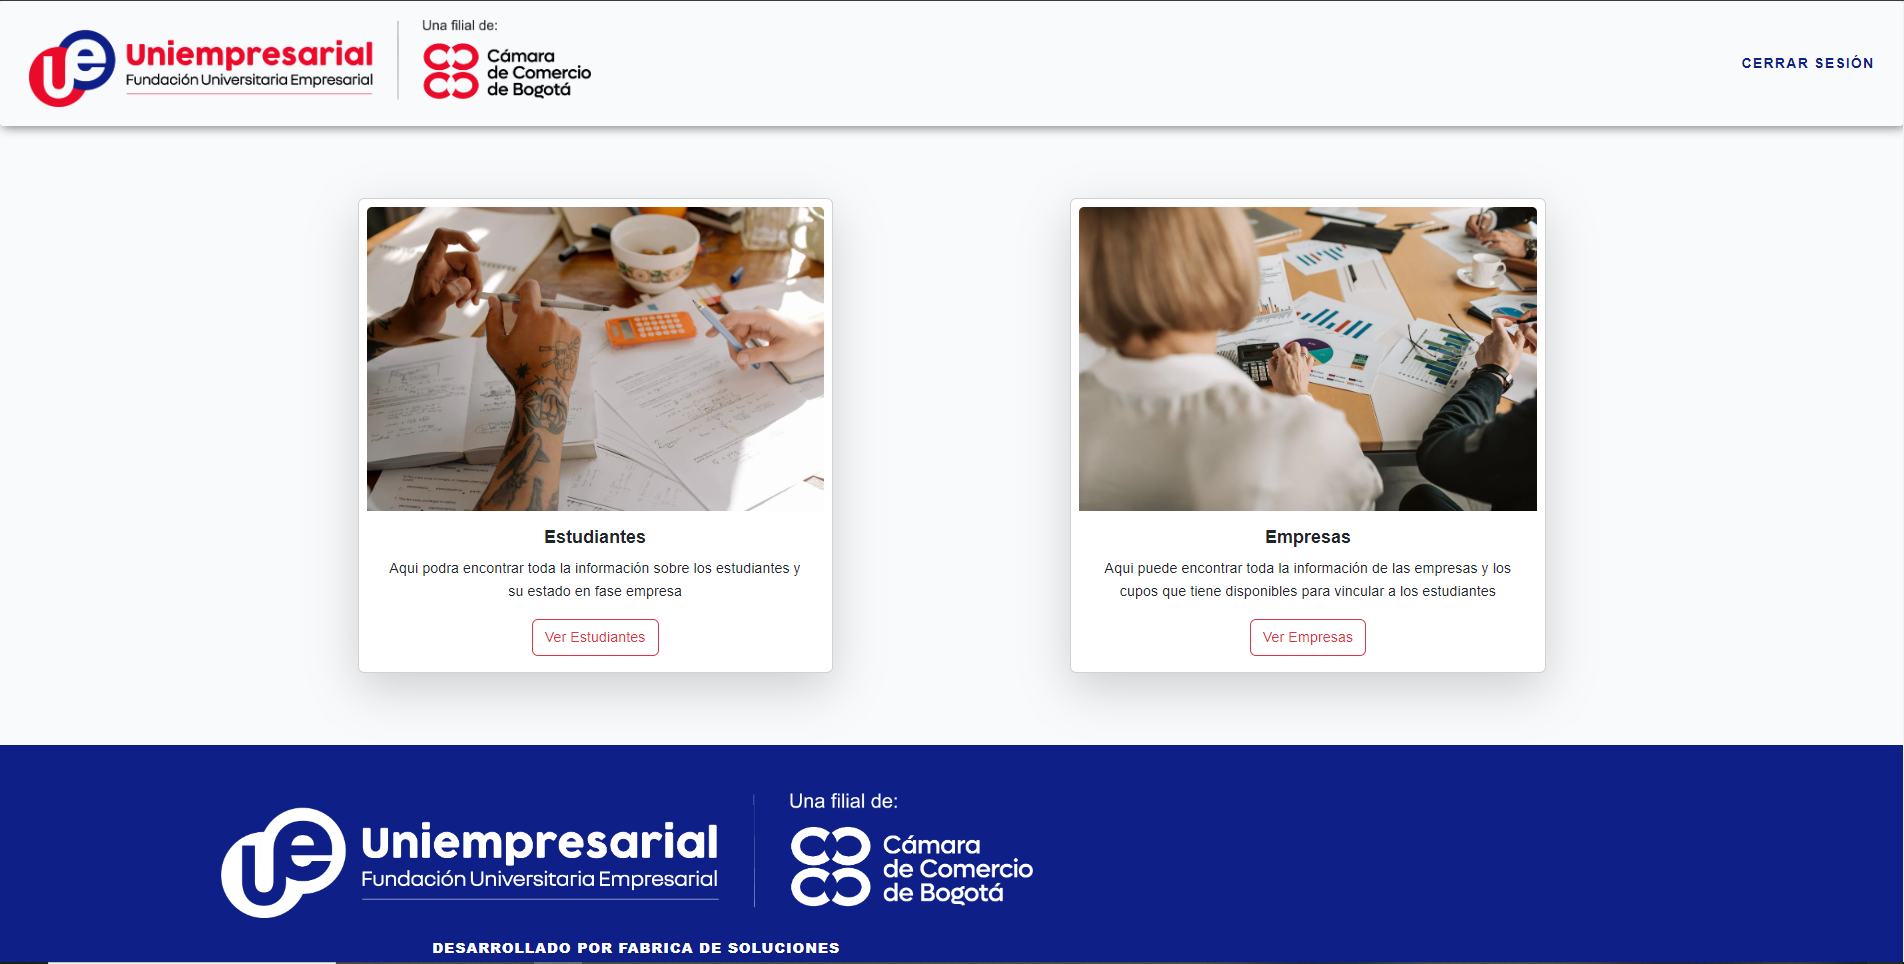 Uniempresarial
Fundación Universitaria Empresarial
Una filial de:
Cámara
de Comercio
de Bogotá
CERRAR SESIÓN
Estudiantes
Aqui podra encontrar toda la información sobre los estudiantes y
su estado en fase empresa
Ver Estudiantes
Empresas
Aqui puede encontrar toda la información de las empresas y los
cupos que tiene disponibles para vincular a los estudiantes
Ver Empresas
Uniempresarial
Fundación Universitaria Empresarial
Una filial de:
Cámara
de Comercio
de Bogotá
DESARROLLADO POR FABRICA DE SOLUCIONES